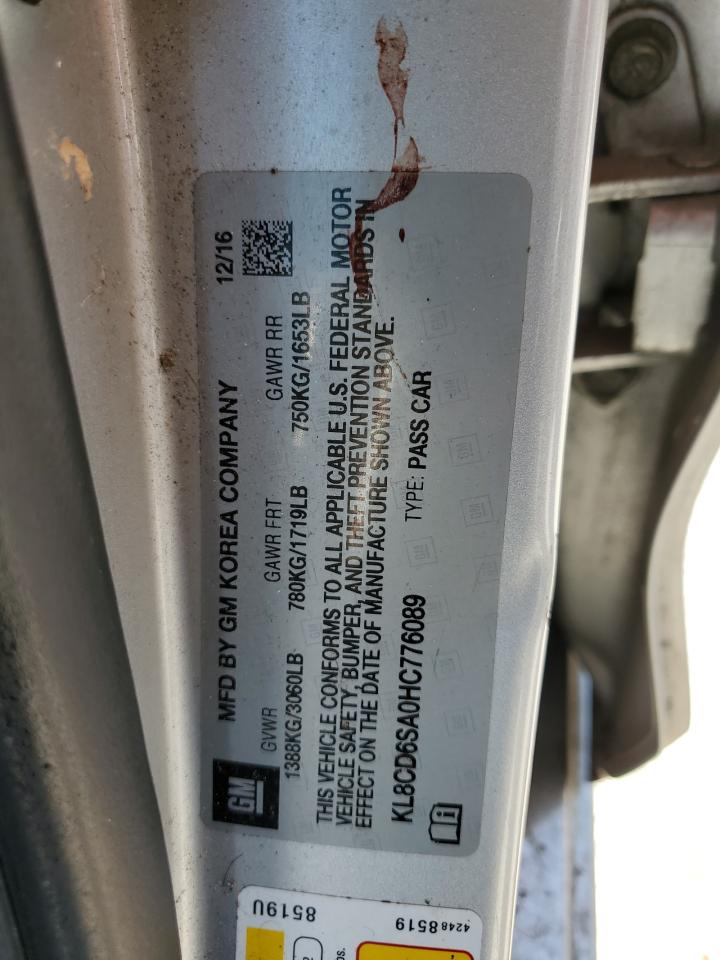 MFD BY GM KOREA COMPANY 12/16
GM
GVWR GAWR FRT GAWR RR
1388KG/3060LB 780KG/1719LB 750KG/1653LB
THIS VEHICLE CONFORMS TO ALL APPLICABLE U.S. FEDERAL MOTOR
VEHICLE SAFETY, BUMPER, AND THEFT PREVENTION STANDARDS IN
EFFECT ON THE DATE OF MANUFACTURE SHOWN ABOVE.
KL8CD6SA0HC776089 TYPE: PASS CAR
8519U
42488519